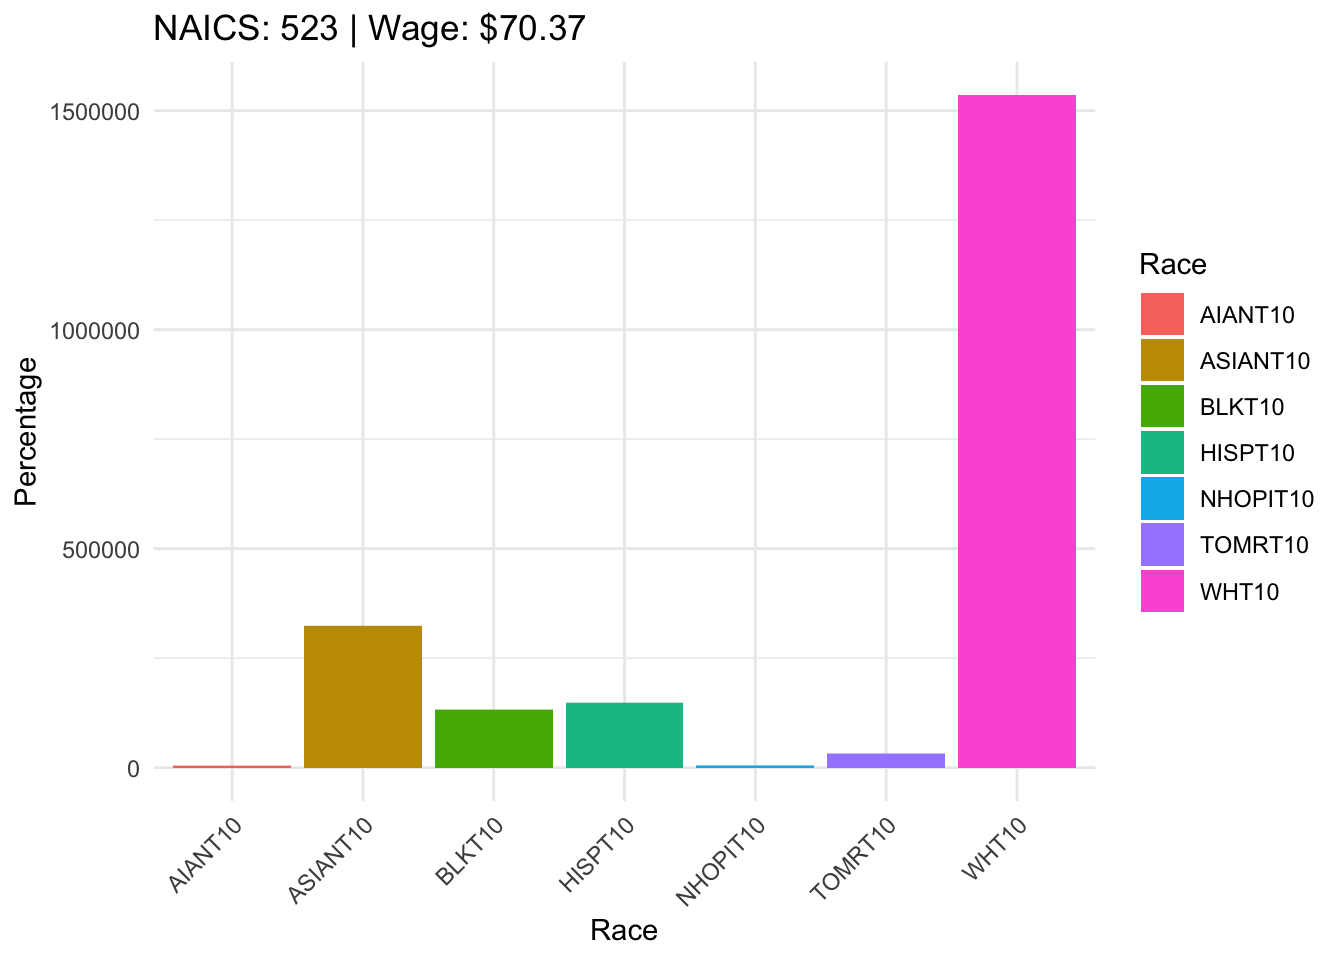 NAICS: 523 | Wage: $70.37
1500000
1000000
500000
0
Percentage
AIANT10
ASIANT10
BLKT10
HISPT10
NHOPIT10
TOMRT10
WHT10
Race
Race
AIANT10
ASIANT10
BLKT10
HISPT10
NHOPIT10
TOMRT10
WHT10